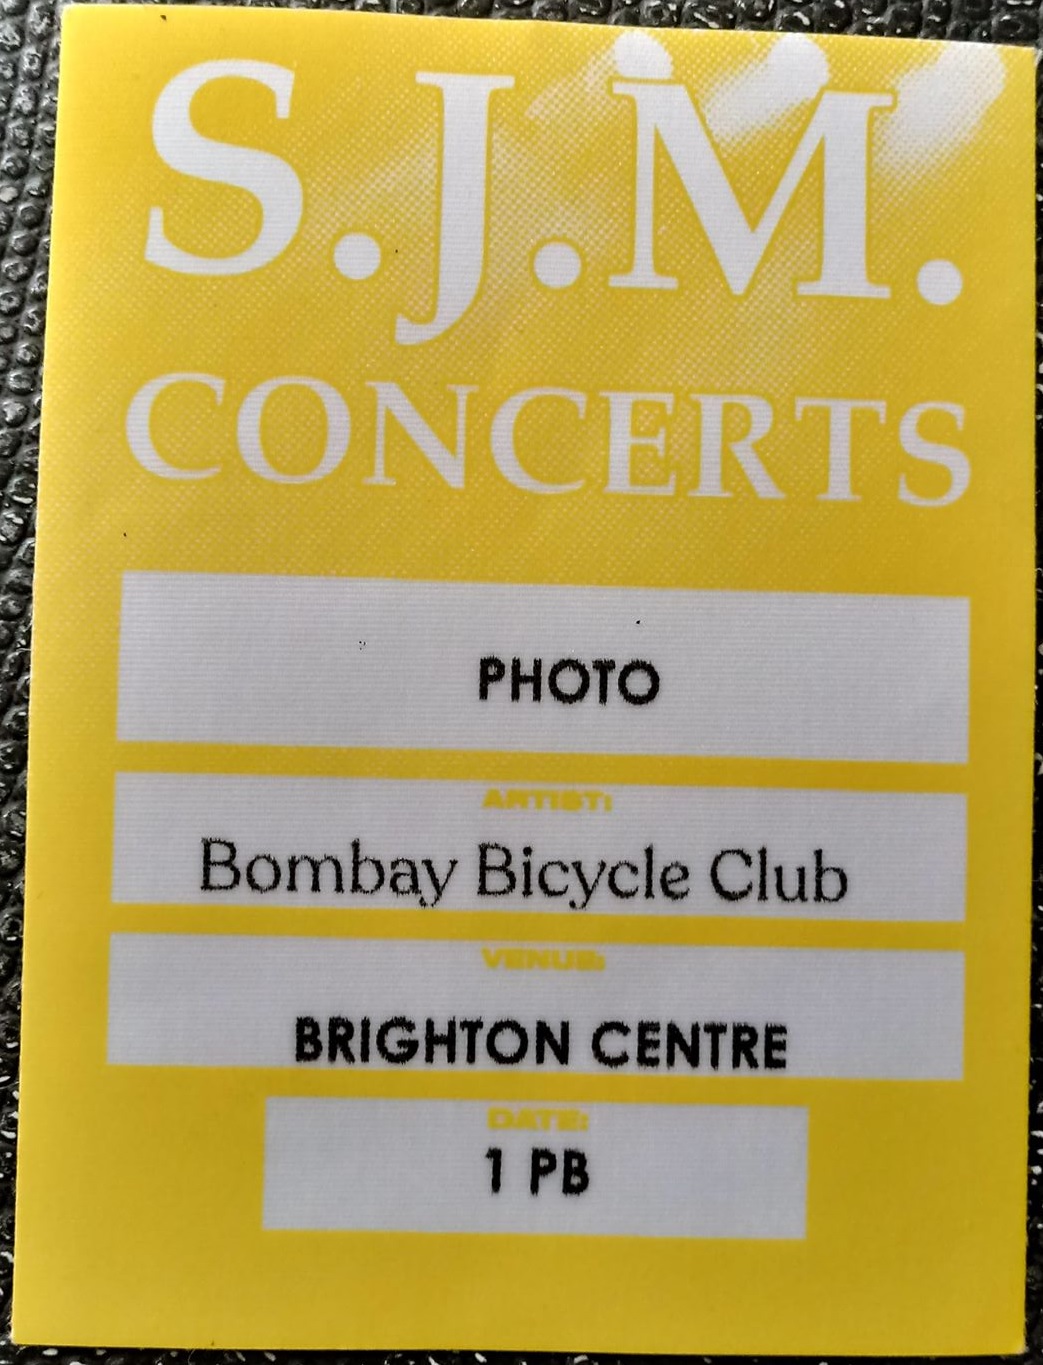 S.J.M.
CONCERTS
PHOTO
ARTIST:
Bombay Bicycle Club
VENUE:
BRIGHTON CENTRE
DATE:
1 PB